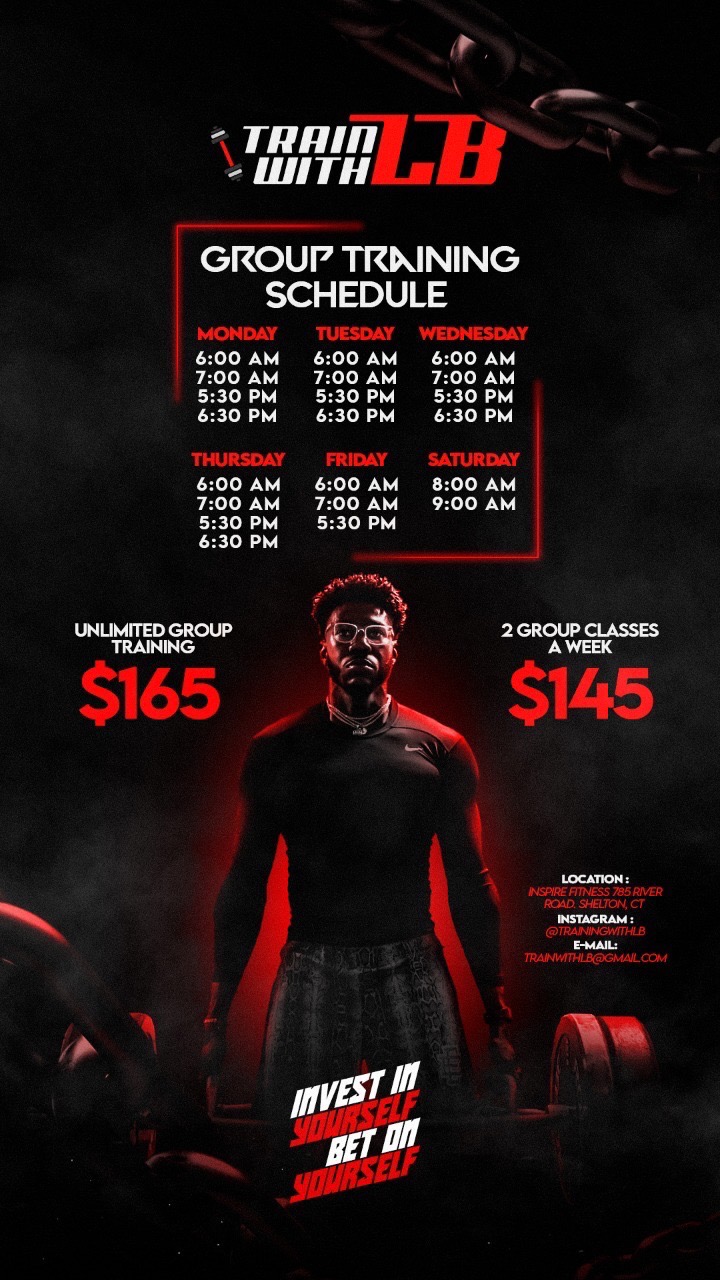 TRAIN
WITH LB
GROUP TRAINING
SCHEDULE
MONDAY
6:00 AM
7:00 AM
5:30 PM
6:30 PM
TUESDAY
6:00 AM
7:00 AM
5:30 PM
6:30 PM
WEDNESDAY
6:00 AM
7:00 AM
5:30 PM
6:30 PM
THURSDAY
6:00 AM
7:00 AM
5:30 PM
6:30 PM
FRIDAY
6:00 AM
7:00 AM
5:30 PM
SATURDAY
8:00 AM
9:00 AM
UNLIMITED GROUP
TRAINING
$165
2 GROUP CLASSES
A WEEK
$145
LOCATION :
INSPIRE FITNESS 785 RIVER
ROAD. SHELTON, CT
INSTAGRAM :
@TRAININGWITHLB
E-MAIL:
TRAINWITHLB@GMAIL.COM
INVEST IN
YOURSELF
BET ON
YOURSELF